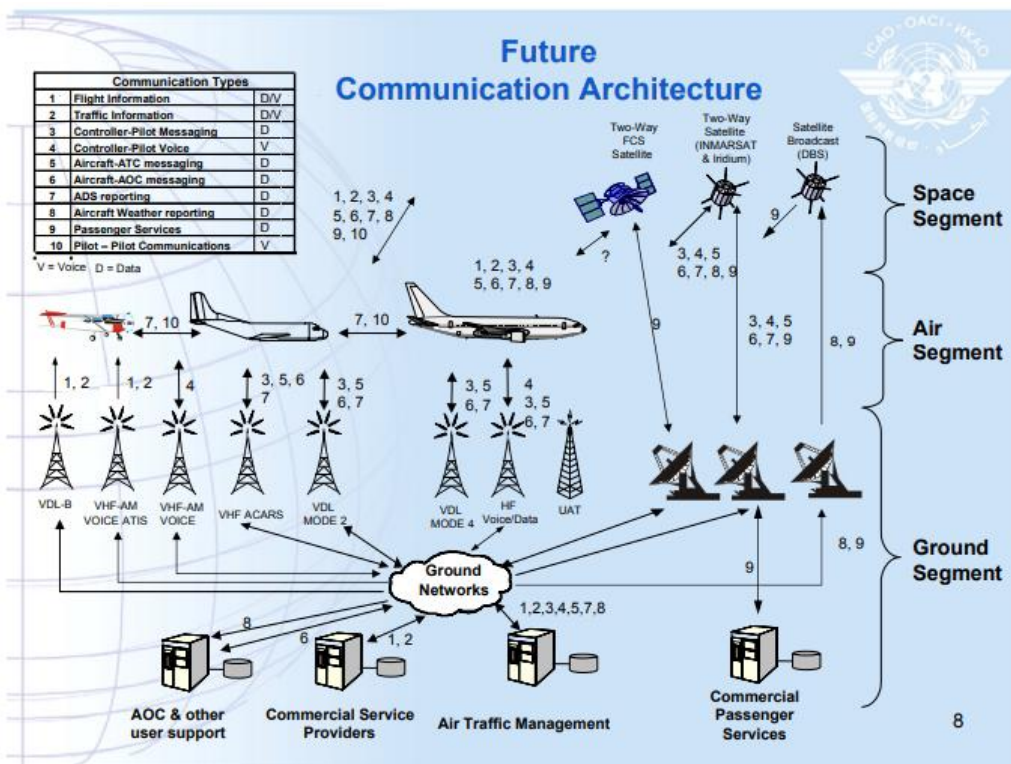 Future
Communication Architecture
ICAO · OACI · ИКАО
Communication Types
1 Flight Information D/V
2 Traffic Information D/V
3 Controller-Pilot Messaging D
4 Controller-Pilot Voice V
5 Aircraft-ATC messaging D
6 Aircraft-AOC messaging D
7 ADS reporting D
8 Aircraft Weather reporting D
9 Passenger Services D
10 Pilot – Pilot Communications V
V = Voice D = Data
Two-Way
FCS
Satellite
Two-Way
Satellite
(INMARSAT
& Iridium)
Satellite
Broadcast
(DBS)
Space
Segment
1, 2, 3, 4
5, 6, 7, 8
9, 10
?
3, 4, 5
6, 7, 8, 9
9
1, 2, 3, 4
5, 6, 7, 8, 9
7, 10
7, 10
9
3, 4, 5
6, 7, 9
8, 9
Air
Segment
1, 2
1, 2
4
3, 5, 6
7
3, 5
6, 7
3, 5
6, 7
4
3, 5
6, 7
VDL-B
VHF-AM
VOICE ATIS
VHF-AM
VOICE
VHF ACARS
VDL
MODE 2
VDL
MODE 4
HF
Voice/Data
UAT
Ground
Networks
8, 9
9
Ground
Segment
8
6
1, 2
1,2,3,4,5,7,8
AOC & other
user support
Commercial Service
Providers
Air Traffic Management
Commercial
Passenger
Services
8